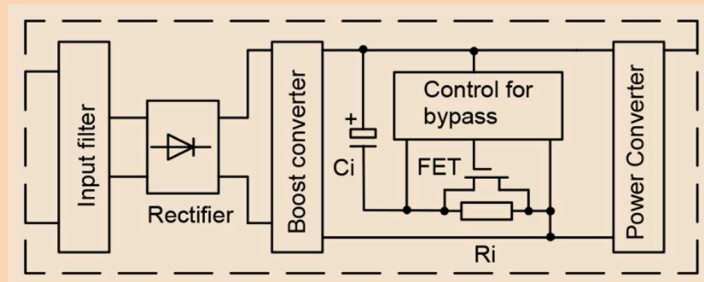 Input filter
Rectifier
Boost converter
+
Ci
Control for
bypass
FET
Ri
Power Converter